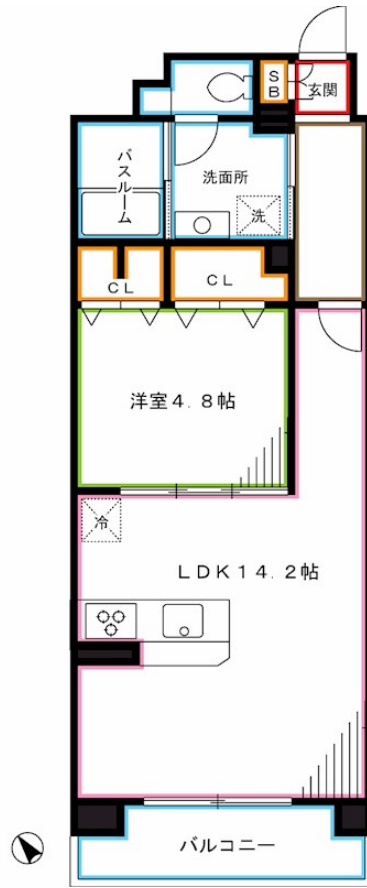 SB
玄関
バスルーム
洗面所
洗
CL
CL
洋室4.8帖
冷
LDK14.2帖
バルコニー